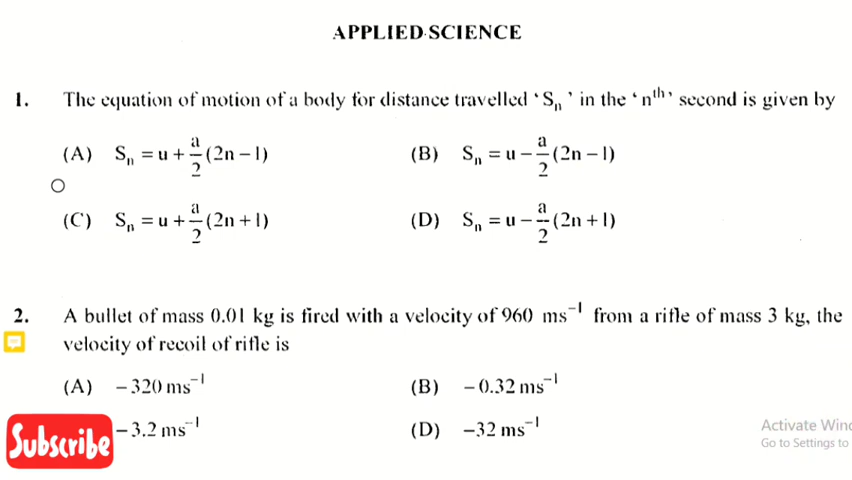 APPLIED SCIENCE
1. The equation of motion of a body for distance travelled ‘Sₙ’ in the ‘nᵗʰ’ second is given by
(A) Sₙ = u + a/2 (2n – 1) (B) Sₙ = u – a/2 (2n – 1)
(C) Sₙ = u + a/2 (2n + 1) (D) Sₙ = u – a/2 (2n + 1)
2. A bullet of mass 0.01 kg is fired with a velocity of 960 ms⁻¹ from a rifle of mass 3 kg, the
velocity of recoil of rifle is
(A) – 320 ms⁻¹ (B) – 0.32 ms⁻¹
– 3.2 ms⁻¹ (D) –32 ms⁻¹
Subscribe
Activate Winc
Go to Settings to